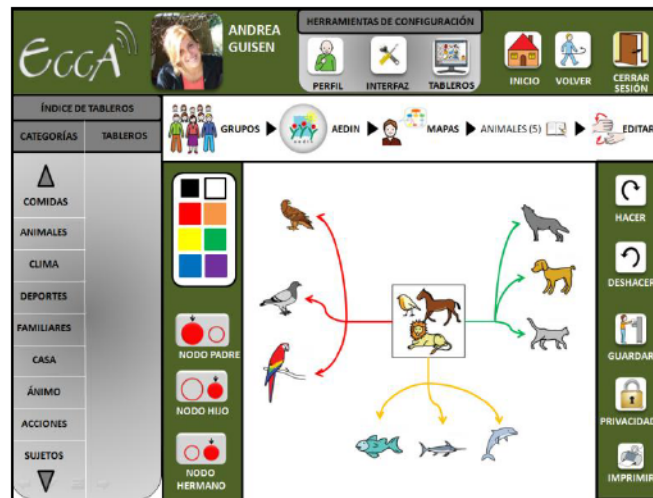 ECCA
ANDREA
GUISEN
HERRAMIENTAS DE CONFIGURACIÓN
PERFIL
INTERFAZ
TABLEROS
INICIO
VOLVER
CERRAR
SESIÓN
ÍNDICE DE TABLEROS
CATEGORÍAS
TABLEROS
GRUPOS
AEDIN
MAPAS
ANIMALES (5)
EDITAR
COMIDAS
ANIMALES
CLIMA
DEPORTES
FAMILIARES
CASA
ÁNIMO
ACCIONES
SUJETOS
NODO PADRE
NODO HIJO
NODO
HERMANO
HACER
DESHACER
GUARDAR
PRIVACIDAD
IMPRIMIR